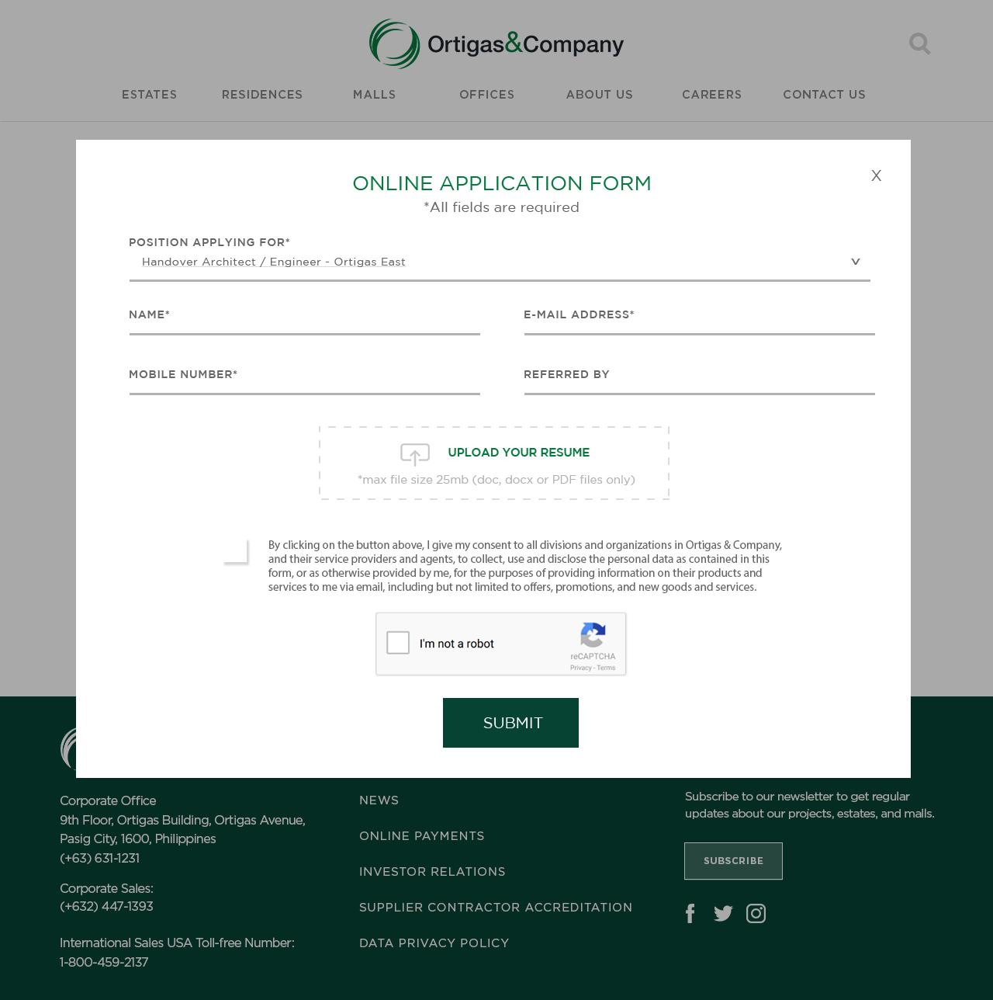 Ortigas&Company
ESTATES RESIDENCES MALLS OFFICES ABOUT US CAREERS CONTACT US
X
ONLINE APPLICATION FORM
*All fields are required
POSITION APPLYING FOR*
Handover Architect / Engineer - Ortigas East
NAME* E-MAIL ADDRESS*
MOBILE NUMBER* REFERRED BY
UPLOAD YOUR RESUME
*max file size 25mb (doc, docx or PDF files only)
By clicking on the button above, I give my consent to all divisions and organizations in Ortigas & Company,
and their service providers and agents, to collect, use and disclose the personal data as contained in this
form, or as otherwise provided by me, for the purposes of providing information on their products and
services to me via email, including but not limited to offers, promotions, and new goods and services.
I'm not a robot
reCAPTCHA
Privacy - Terms
SUBMIT
Corporate Office
9th Floor, Ortigas Building, Ortigas Avenue,
Pasig City, 1600, Philippines
(+63) 631-1231
Corporate Sales:
(+632) 447-1393
International Sales USA Toll-free Number:
1-800-459-2137
NEWS
ONLINE PAYMENTS
INVESTOR RELATIONS
SUPPLIER CONTRACTOR ACCREDITATION
DATA PRIVACY POLICY
Subscribe to our newsletter to get regular
updates about our projects, estates, and malls.
SUBSCRIBE